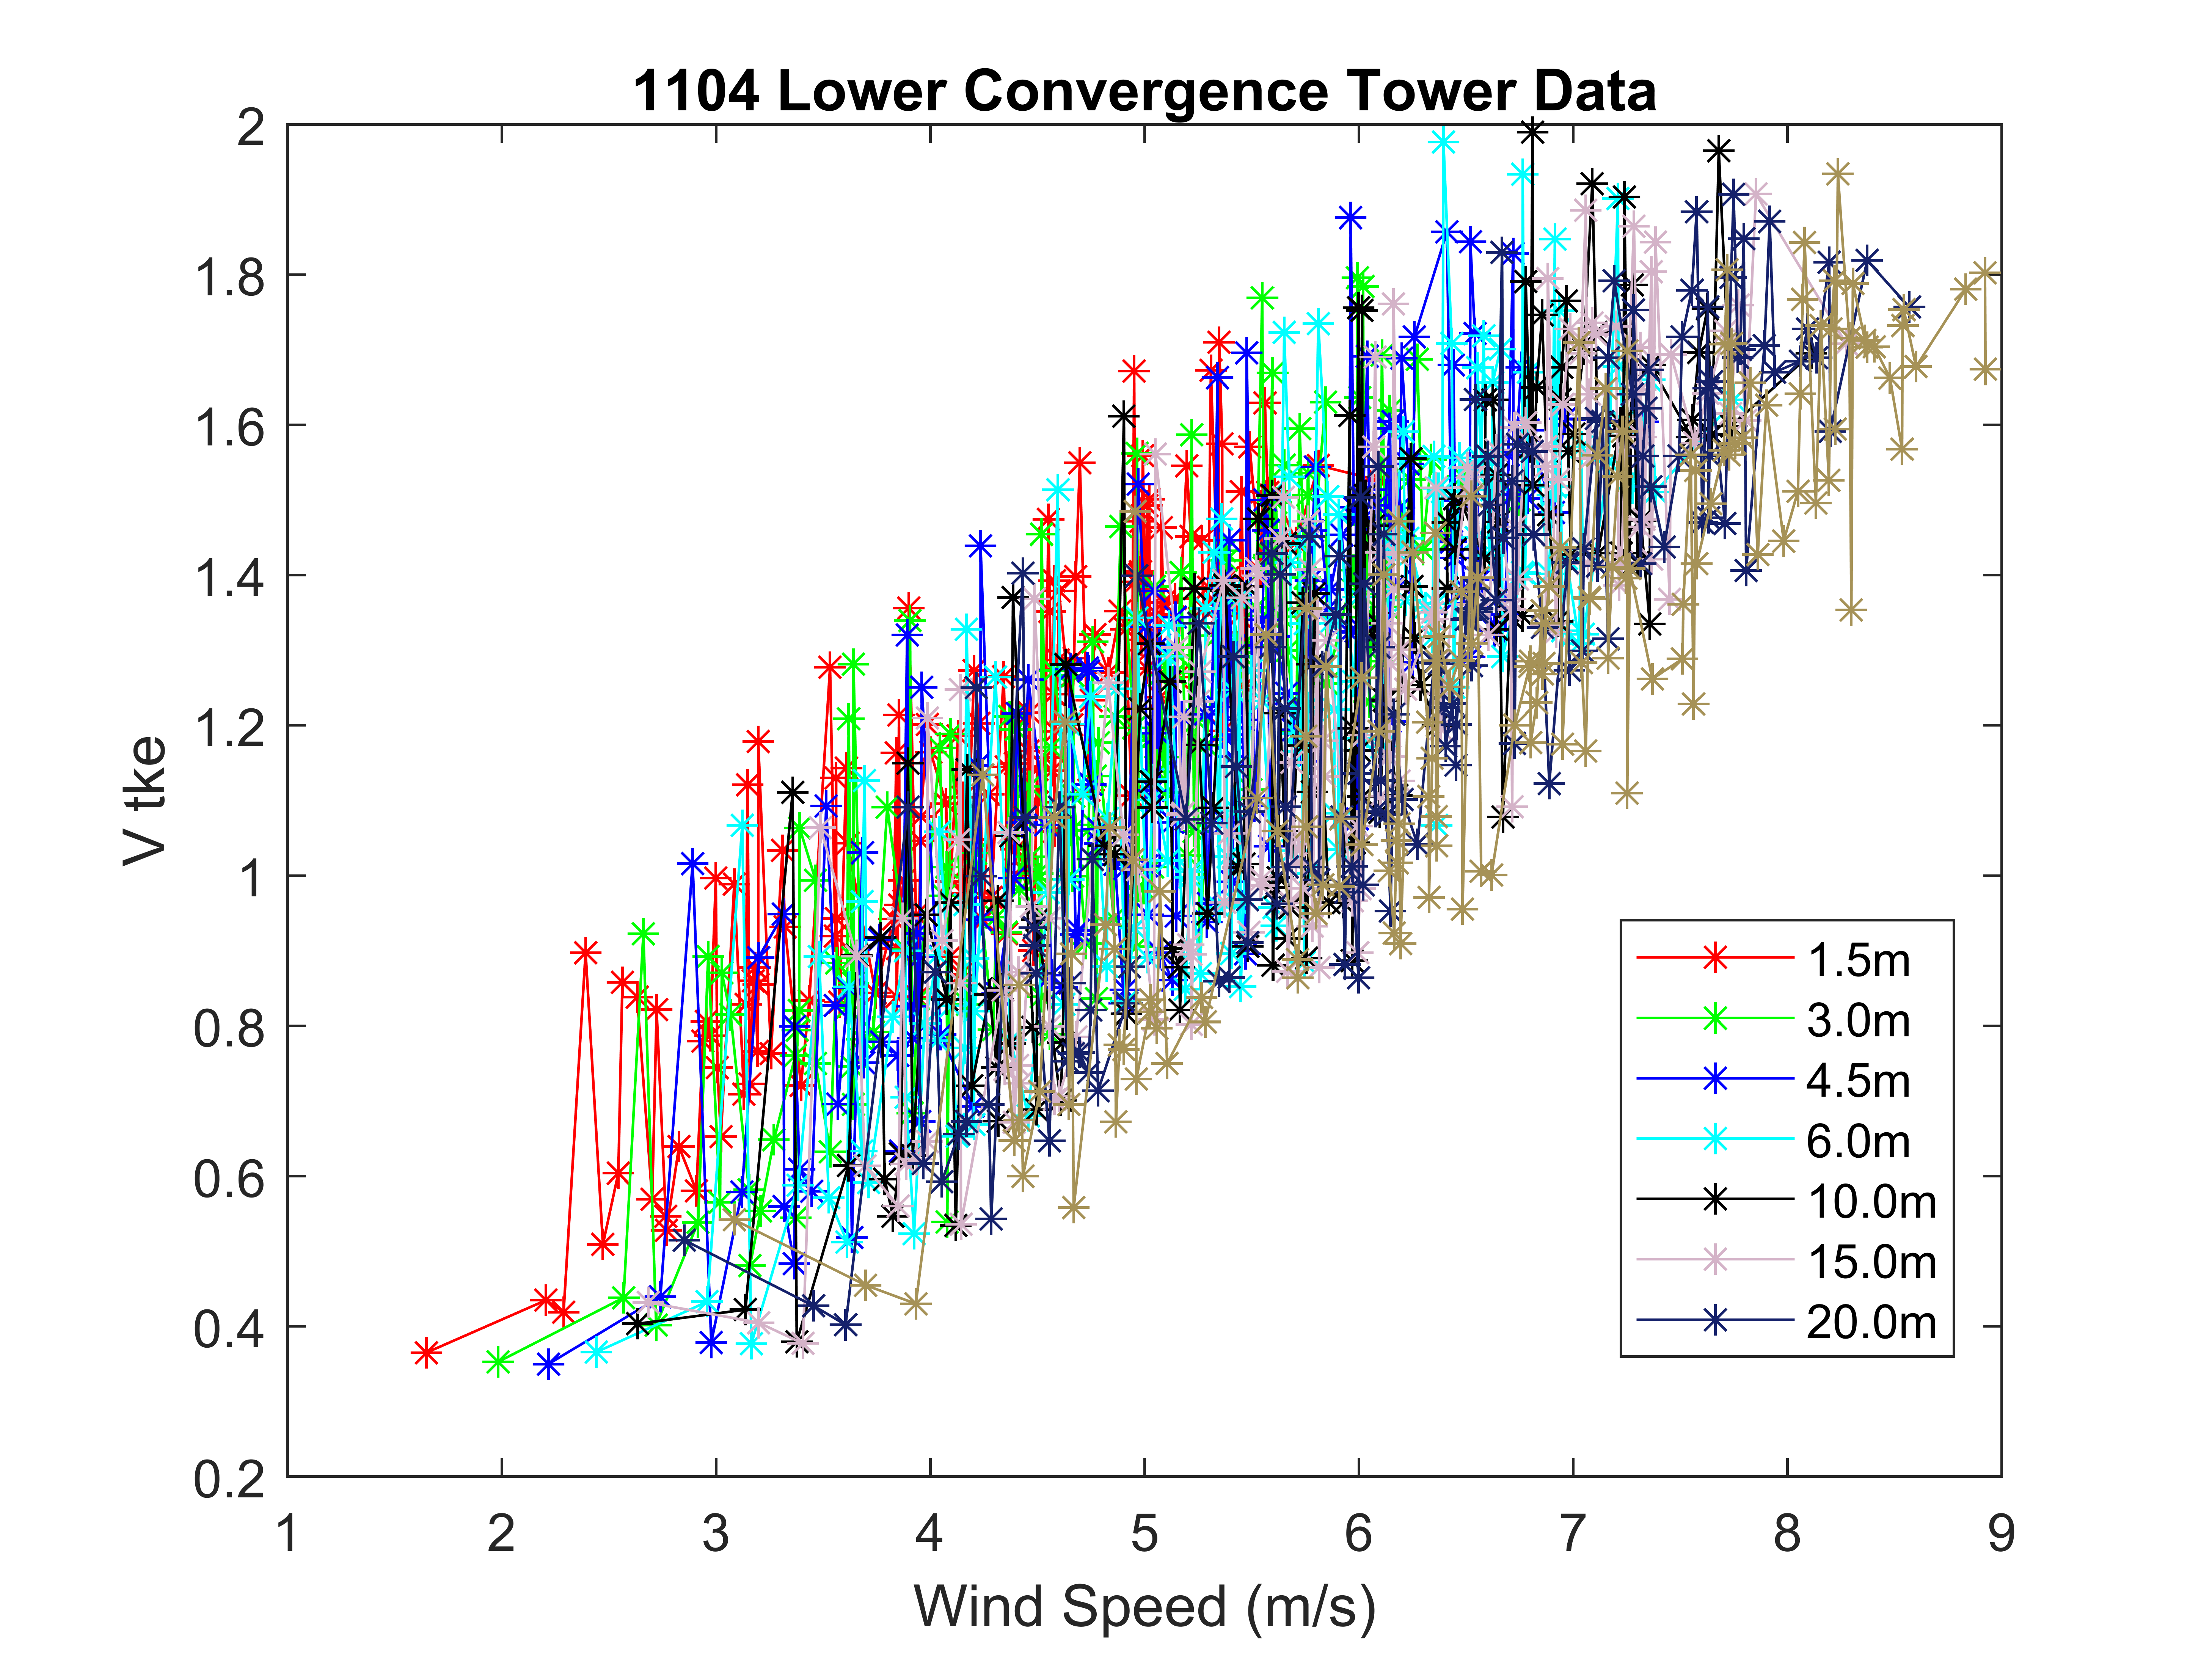 1104 Lower Convergence Tower Data
2
1.8
1.6
1.4
1.2
1
0.8
0.6
0.4
0.2
V tke
1.5m
3.0m
4.5m
6.0m
10.0m
15.0m
20.0m
1 2 3 4 5 6 7 8 9
Wind Speed (m/s)